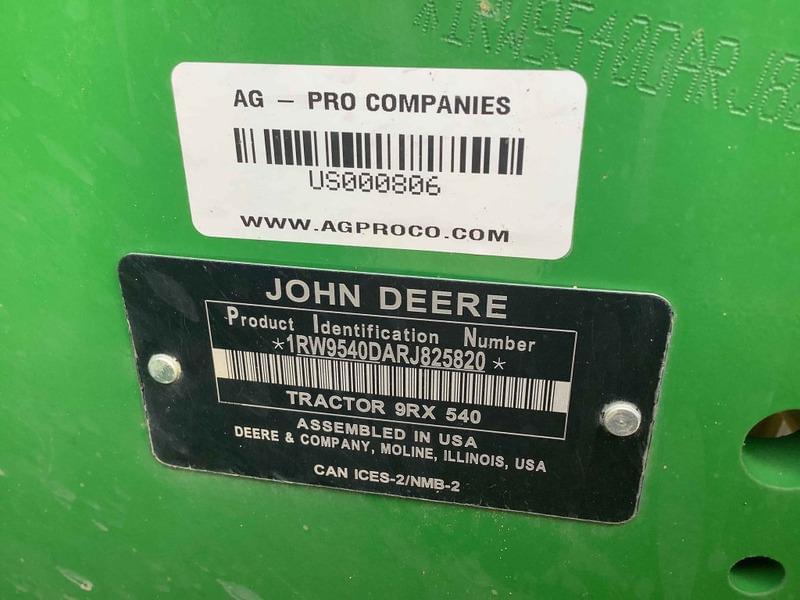 *1RW9540DARJ82
AG - PRO COMPANIES
US000806
WWW.AGPROCO.COM
JOHN DEERE
Product Identification Number
*1RW9540DARJ825820*
TRACTOR 9RX 540
ASSEMBLED IN USA
DEERE & COMPANY, MOLINE, ILLINOIS, USA
CAN ICES-2/NMB-2